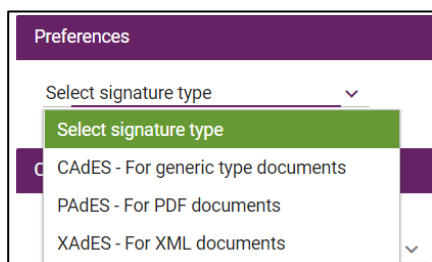 Preferences
Select signature type
Select signature type
CAdES - For generic type documents
PAdES - For PDF documents
XAdES - For XML documents